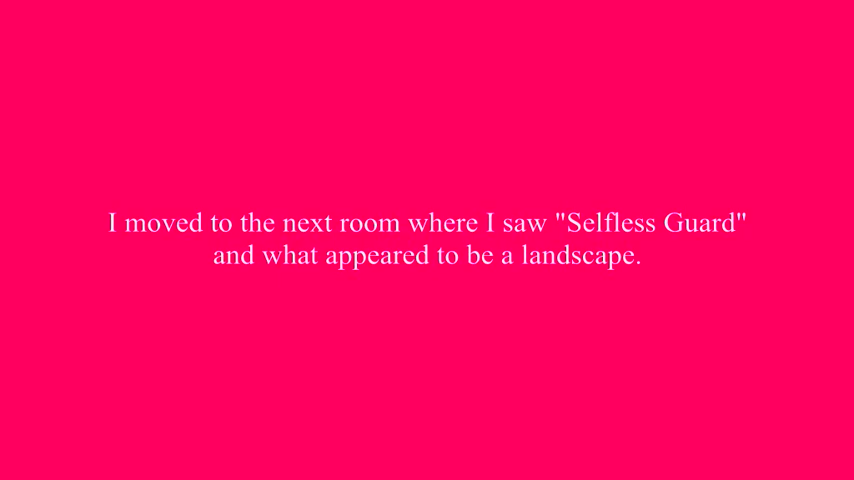 I moved to the next room where I saw "Selfless Guard"
and what appeared to be a landscape.